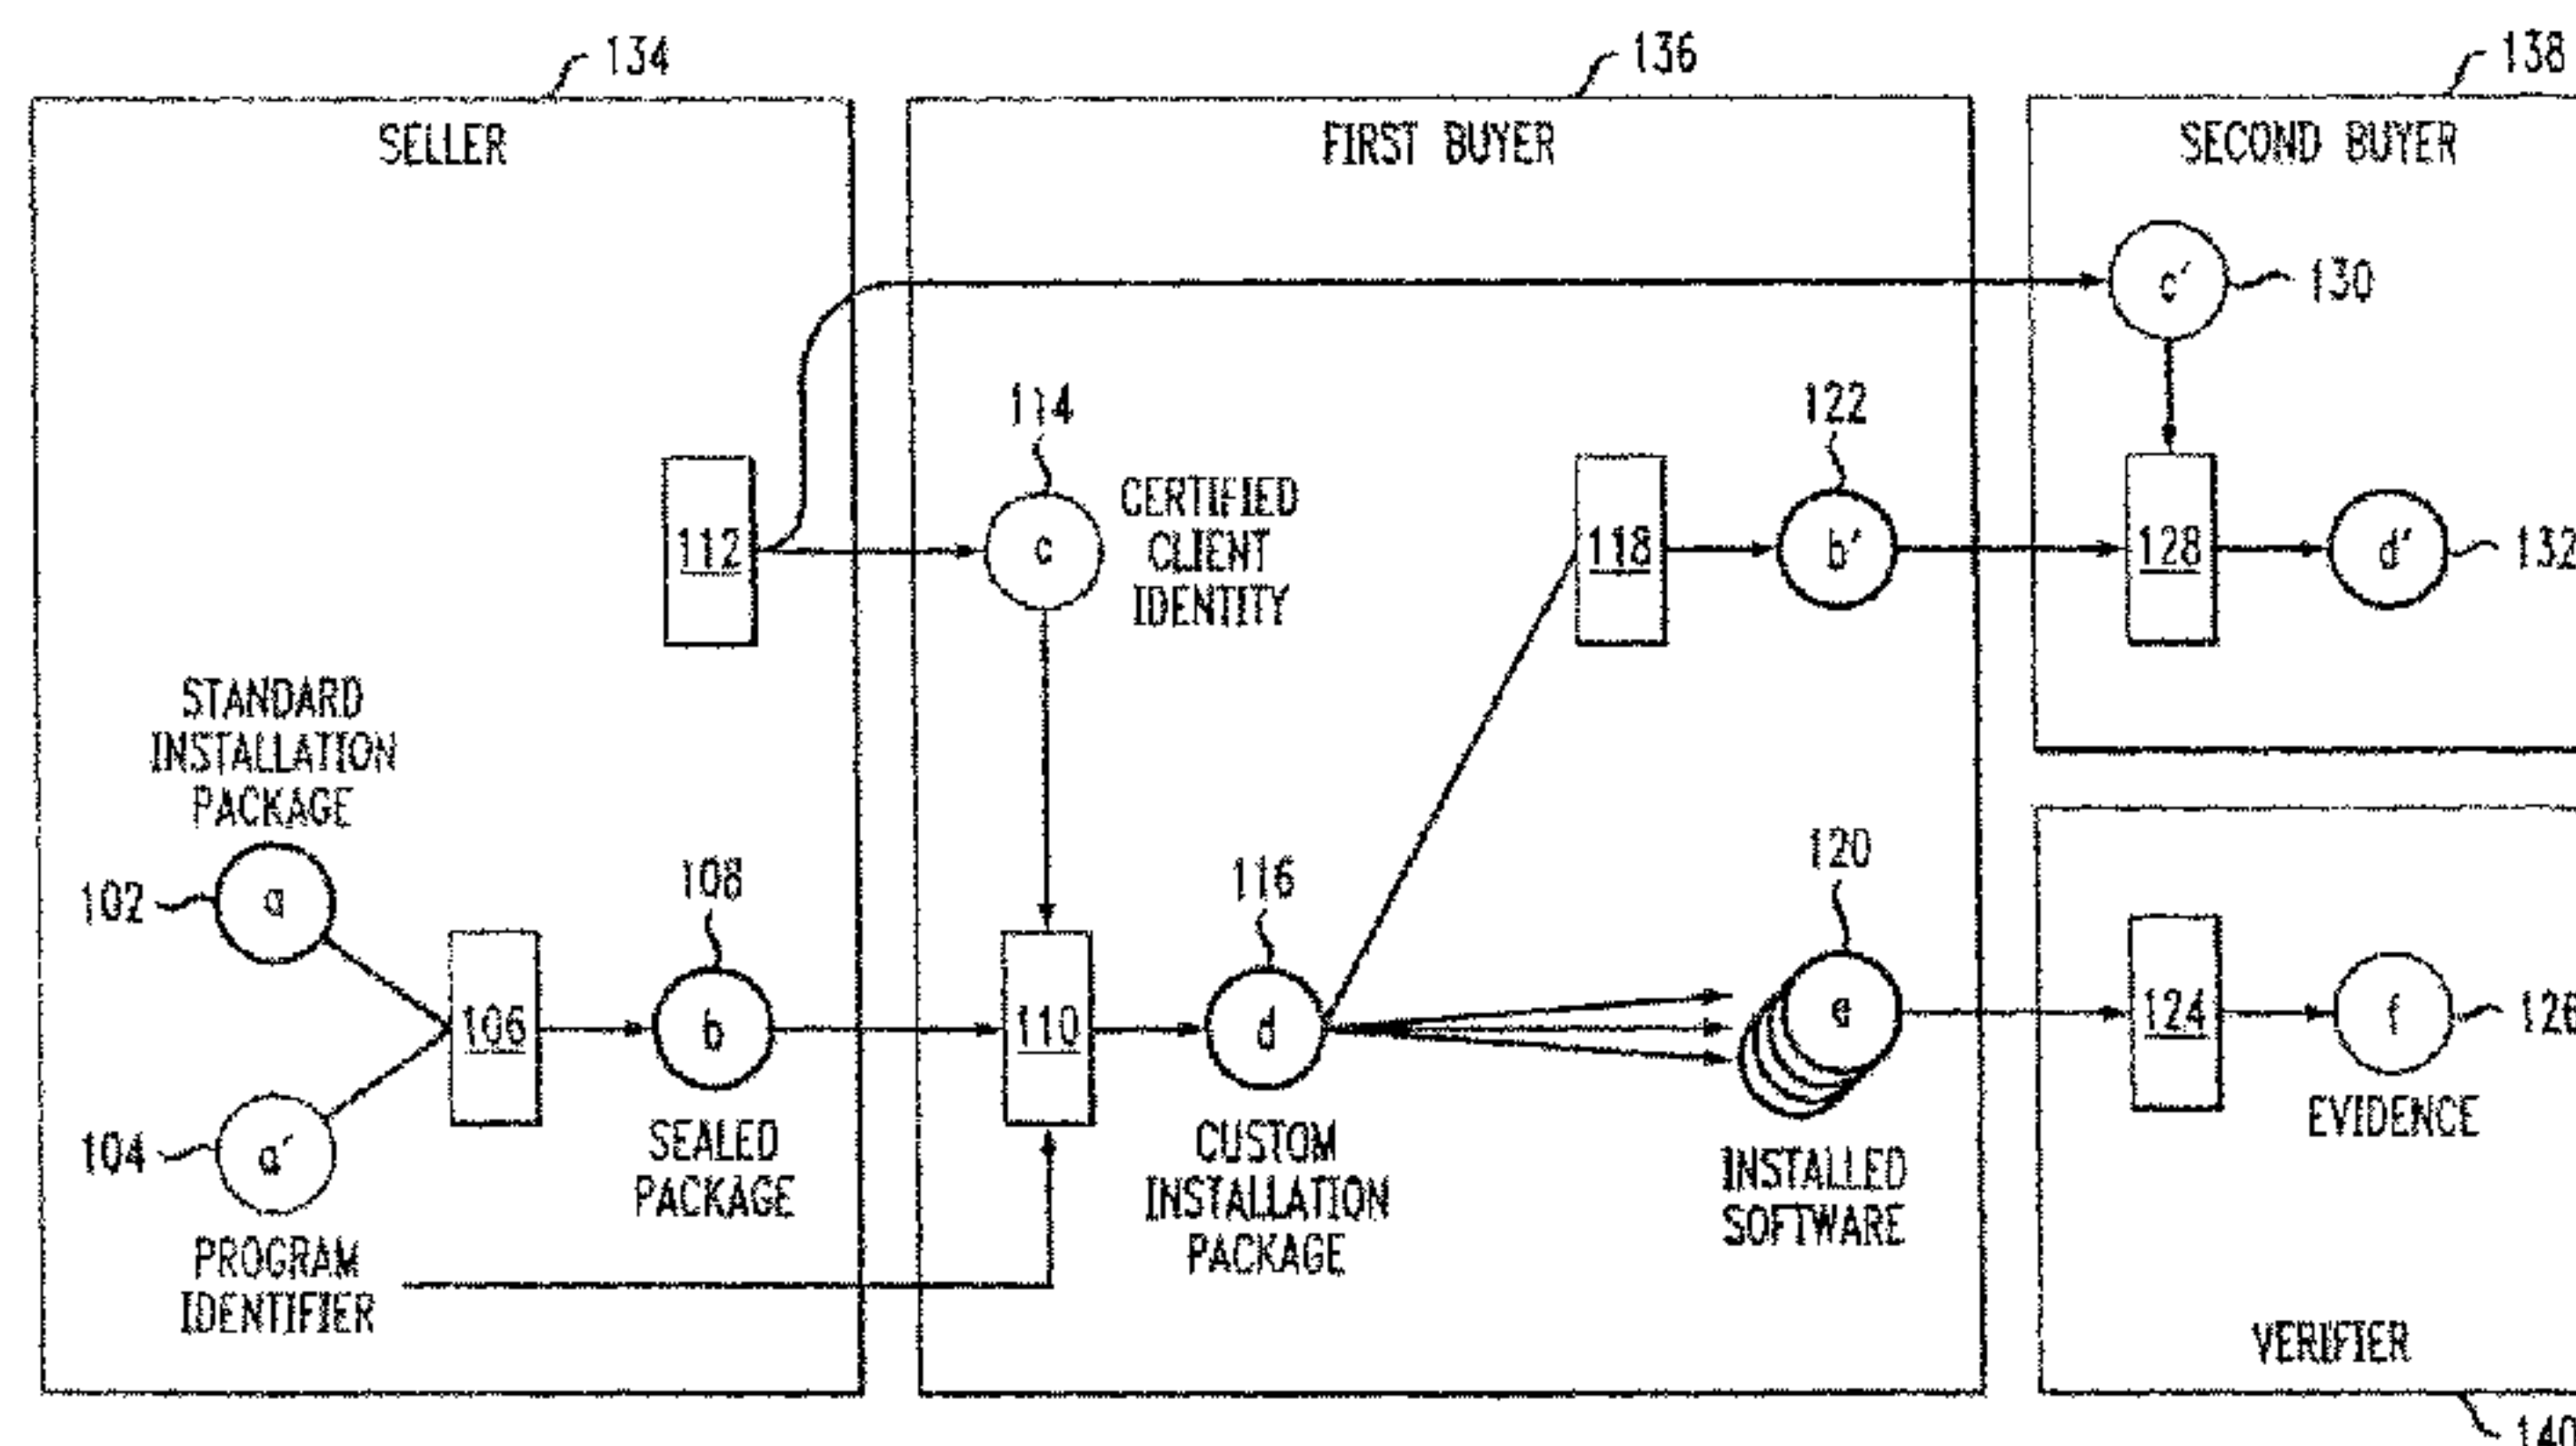 134
136
138
SELLER
FIRST BUYER
SECOND BUYER
c'
130
114
122
CERTIFIED
CLIENT
IDENTITY
112
c
118
b'
128
d'
132
STANDARD
INSTALLATION
PACKAGE
102
a
108
116
120
106
b
110
d
e
124
f
126
EVIDENCE
104
a'
SEALED
PACKAGE
CUSTOM
INSTALLATION
PACKAGE
INSTALLED
SOFTWARE
PROGRAM
IDENTIFIER
VERIFIER
140